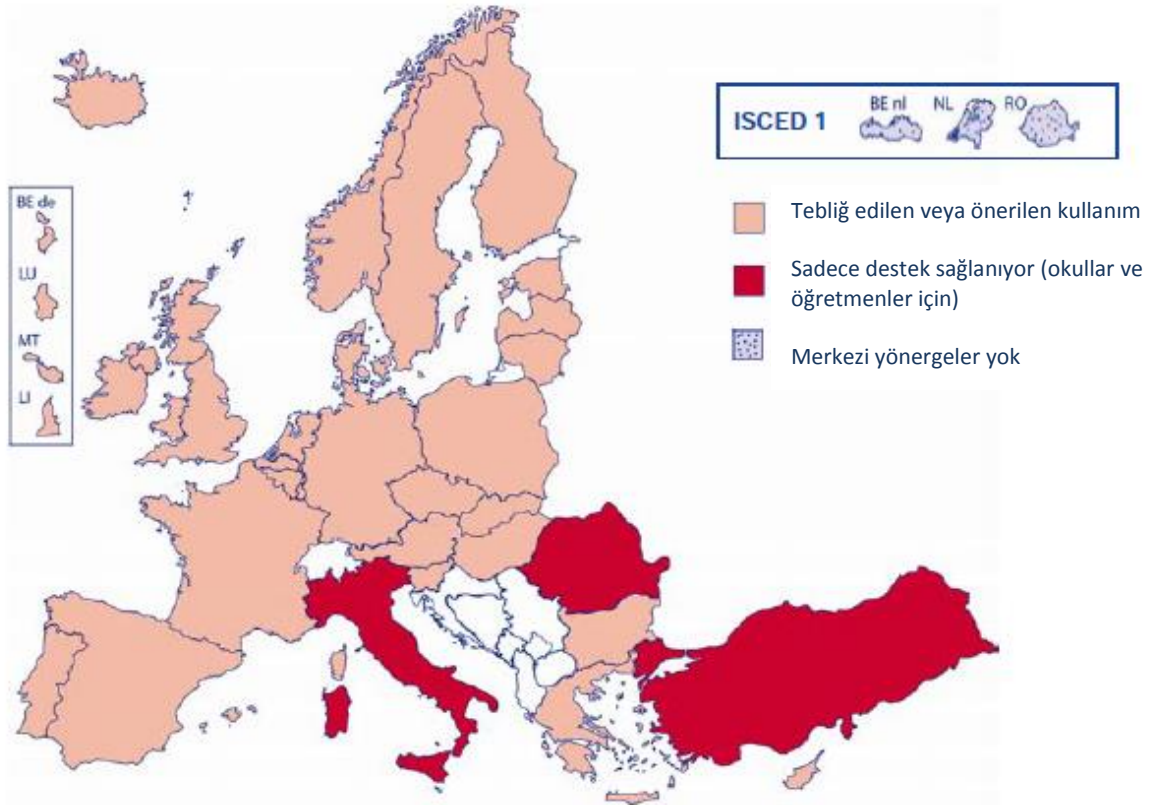 ISCED 1
BE nl NL RO
Tebliğ edilen veya önerilen kullanım
Sadece destek sağlanıyor (okullar ve
öğretmenler için)
Merkezi yönergeler yok
BE de
LU
MT
LI